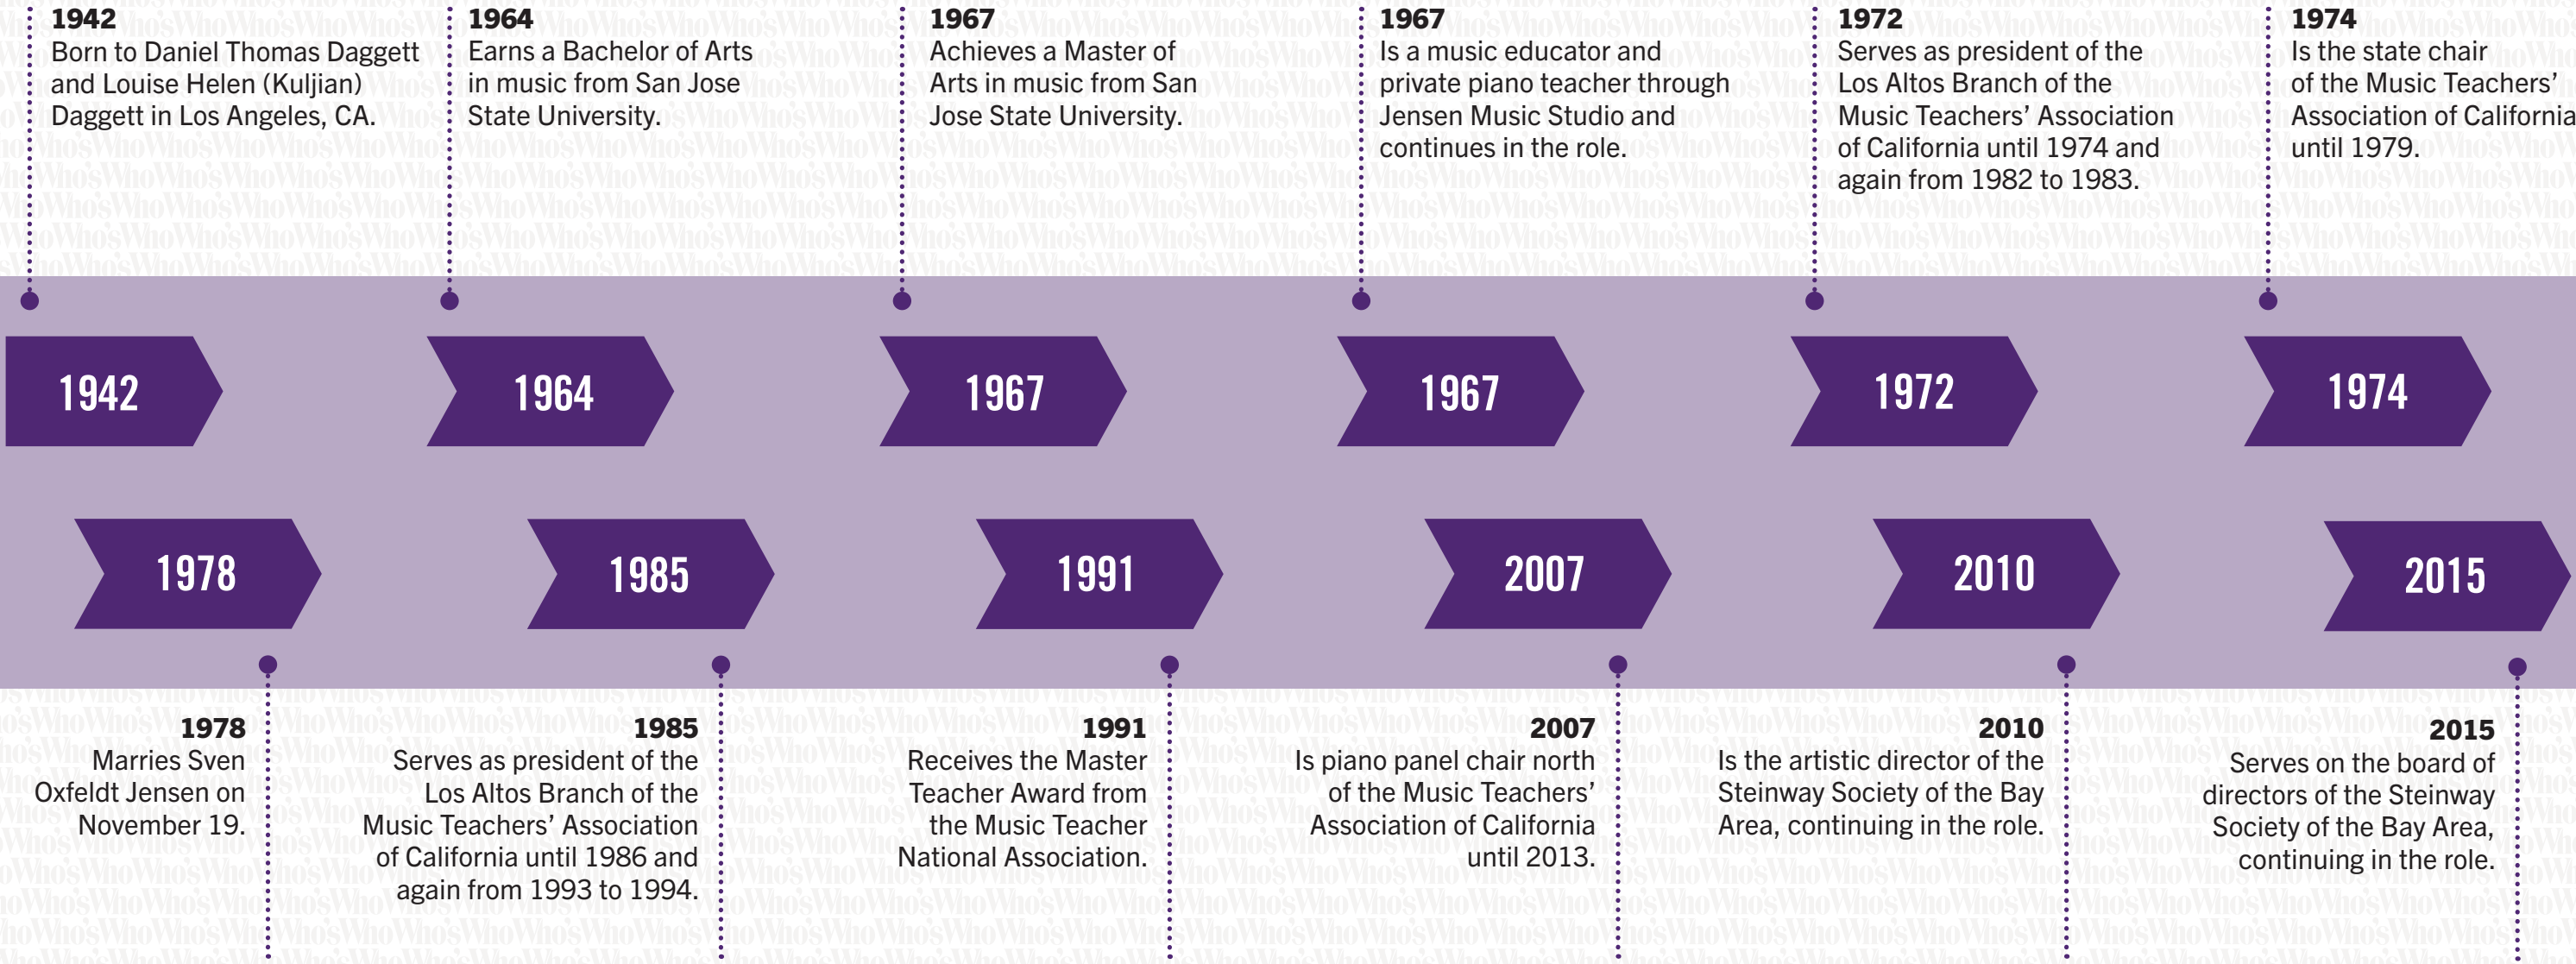 1942
Born to Daniel Thomas Daggett
and Louise Helen (Kuljian)
Daggett in Los Angeles, CA.
1964
Earns a Bachelor of Arts
in music from San Jose
State University.
1967
Achieves a Master of
Arts in music from San
Jose State University.
1967
Is a music educator and
private piano teacher through
Jensen Music Studio and
continues in the role.
1972
Serves as president of the
Los Altos Branch of the
Music Teachers’ Association
of California until 1974 and
again from 1982 to 1983.
1974
Is the state chair
of the Music Teachers’
Association of California
until 1979.
1942
1964
1967
1967
1972
1974
1978
1985
1991
2007
2010
2015
1978
Marries Sven
Oxfeldt Jensen on
November 19.
1985
Serves as president of the
Los Altos Branch of the
Music Teachers’ Association
of California until 1986 and
again from 1993 to 1994.
1991
Receives the Master
Teacher Award from
the Music Teacher
National Association.
2007
Is piano panel chair north
of the Music Teachers’
Association of California
until 2013.
2010
Is the artistic director of the
Steinway Society of the Bay
Area, continuing in the role.
2015
Serves on the board of
directors of the Steinway
Society of the Bay Area,
continuing in the role.